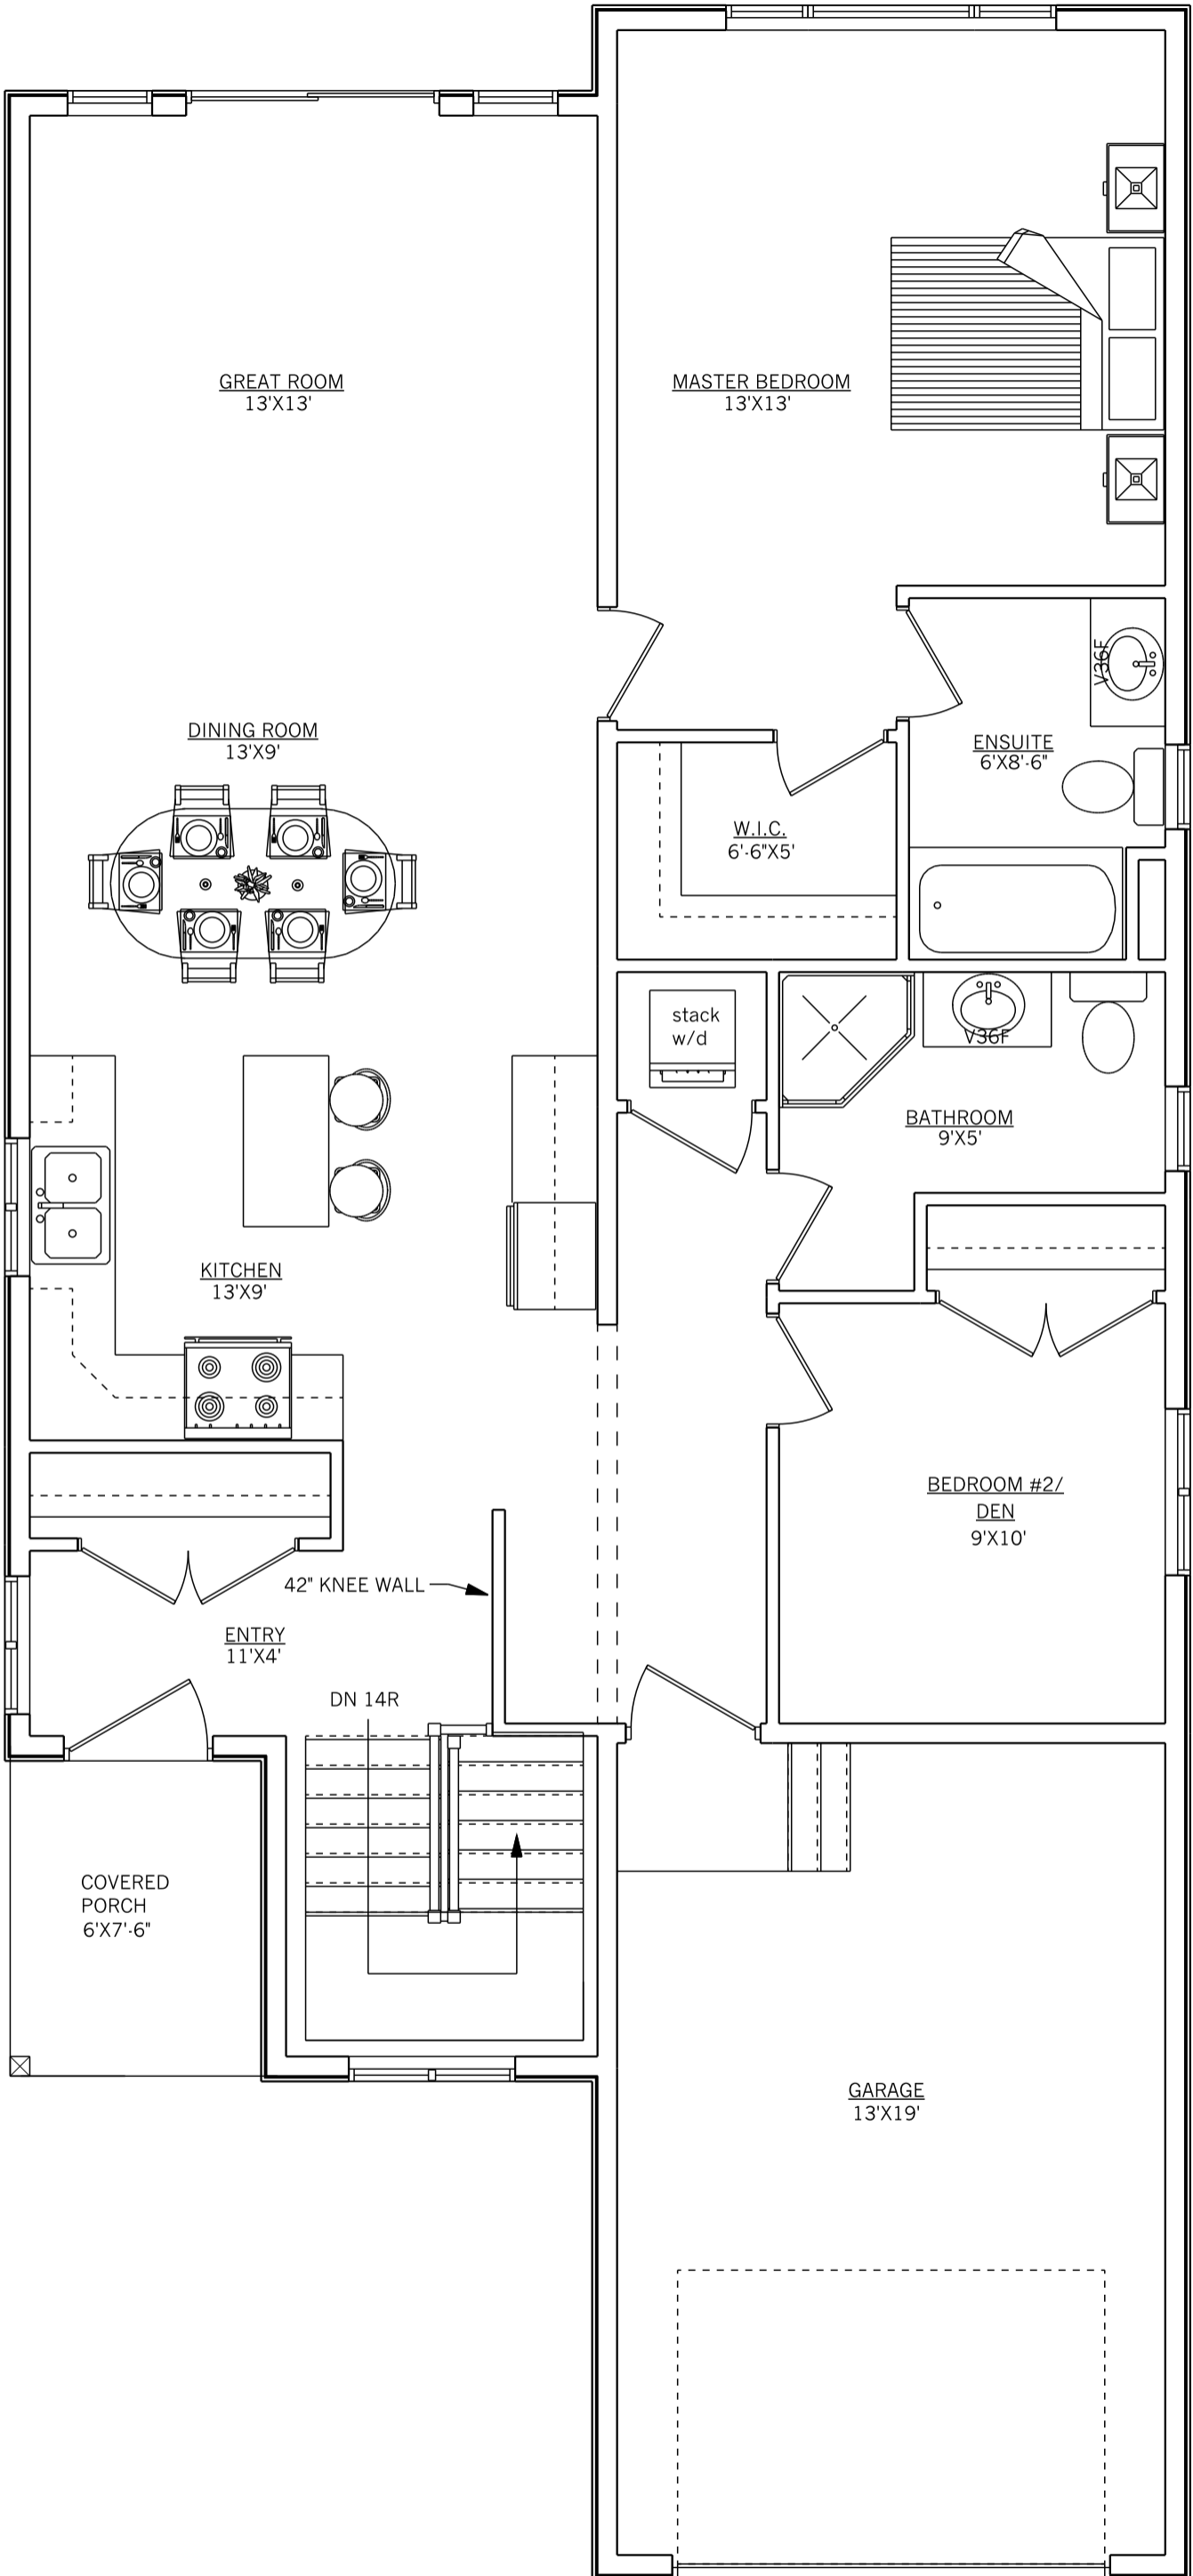 GREAT ROOM
13'X13'
MASTER BEDROOM
13'X13'
DINING ROOM
13'X9'
V36F
ENSUITE
6'X8'-6"
W.I.C.
6'-6"X5'
stack
w/d
V36F
BATHROOM
9'X5'
KITCHEN
13'X9'
BEDROOM #2/
DEN
9'X10'
42" KNEE WALL
ENTRY
11'X4'
DN 14R
COVERED
PORCH
6'X7'-6"
GARAGE
13'X19'